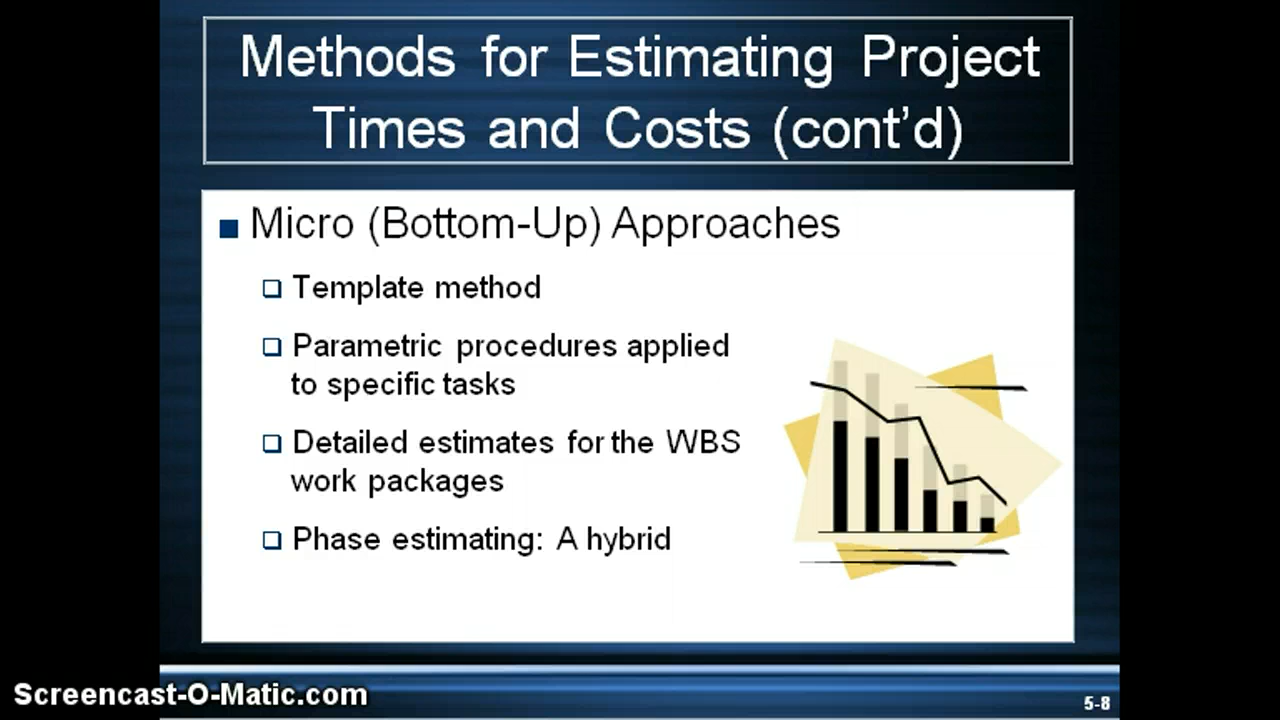 Methods for Estimating Project
Times and Costs (cont’d)
Micro (Bottom-Up) Approaches
Template method
Parametric procedures applied
to specific tasks
Detailed estimates for the WBS
work packages
Phase estimating: A hybrid
Screencast-O-Matic.com
5-8